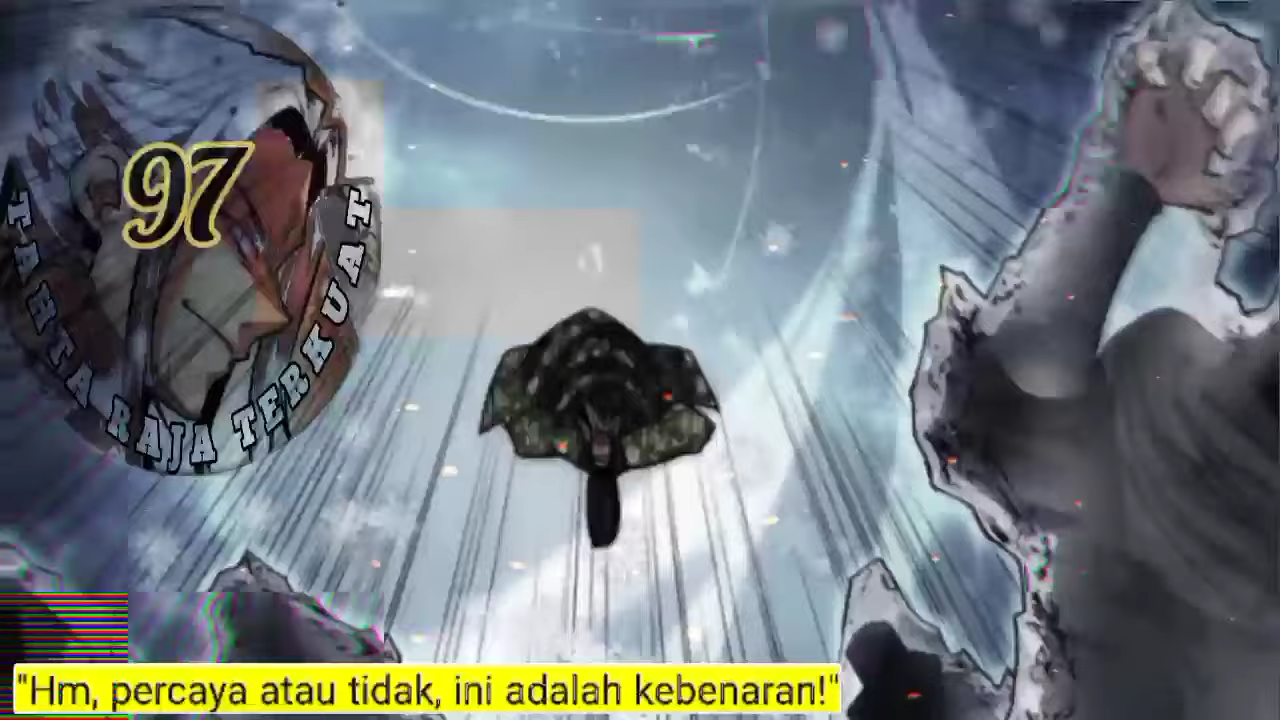 97
TAHTA RAJA TERKUAT
"Hm, percaya atau tidak, ini adalah kebenaran!"